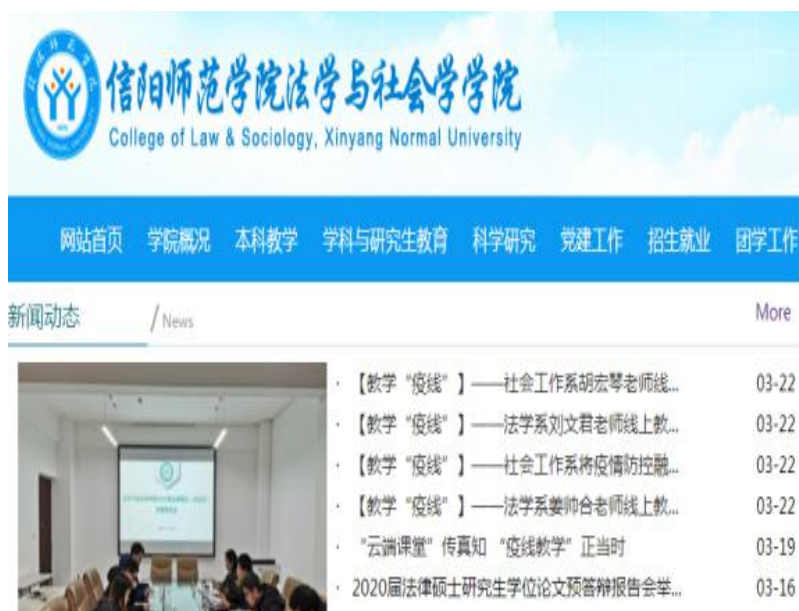 信阳师范学院法学与社会学学院
College of Law & Sociology, Xinyang Normal University
网站首页 学院概况 本科教学 学科与研究生教育 科学研究 党建工作 招生就业 团学工作
新闻动态 / News More
· 【教学“疫线”】——社会工作系胡宏琴老师线... 03-22
· 【教学“疫线”】——法学系刘文君老师线上教... 03-22
· 【教学“疫线”】——社会工作系将疫情防控融... 03-22
· 【教学“疫线”】——法学系姜帅合老师线上教... 03-22
· “云端课堂”传真知 “疫线教学”正当时 03-19
· 2020届法律硕士研究生学位论文预答辩报告会举... 03-16